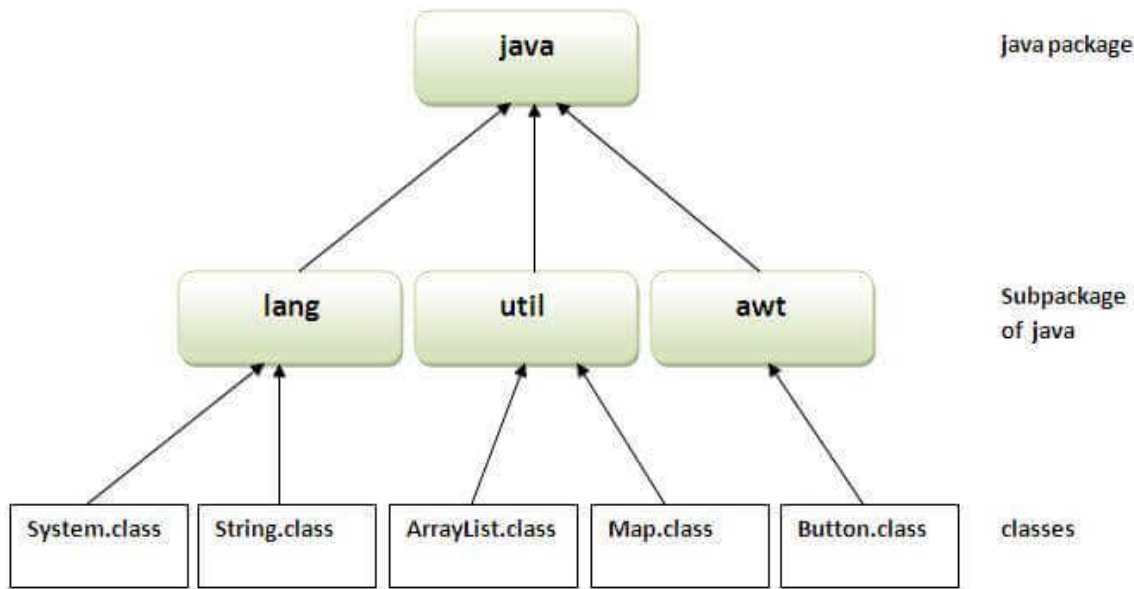 java
java package
lang
util
awt
Subpackage
of java
System.class
String.class
ArrayList.class
Map.class
Button.class
classes